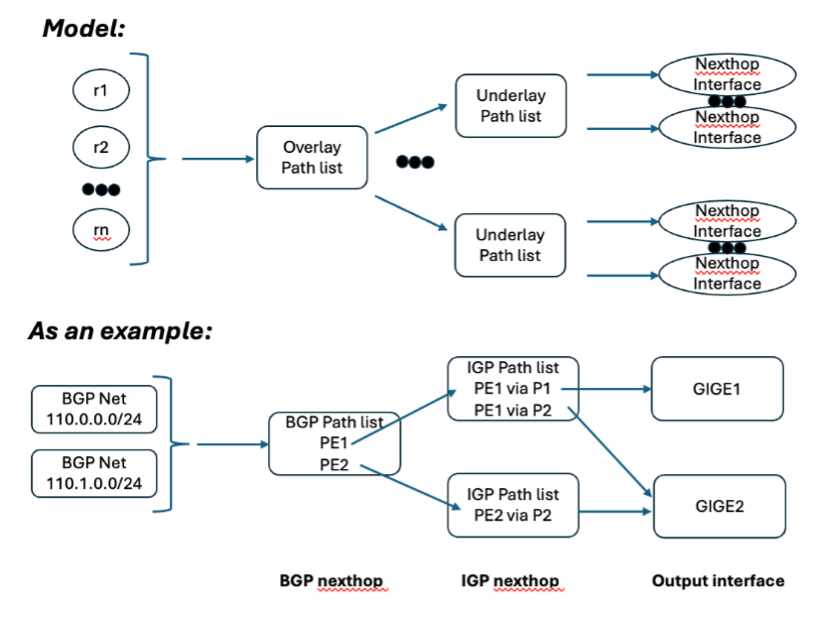 Model:
r1
r2
rn
Overlay
Path list
Underlay
Path list
Underlay
Path list
Nexthop
Interface
Nexthop
Interface
Nexthop
Interface
Nexthop
Interface
As an example:
BGP Net
110.0.0.0/24
BGP Net
110.1.0.0/24
BGP Path list
PE1
PE2
IGP Path list
PE1 via P1
PE1 via P2
IGP Path list
PE2 via P2
GIGE1
GIGE2
BGP nexthop
IGP nexthop
Output interface